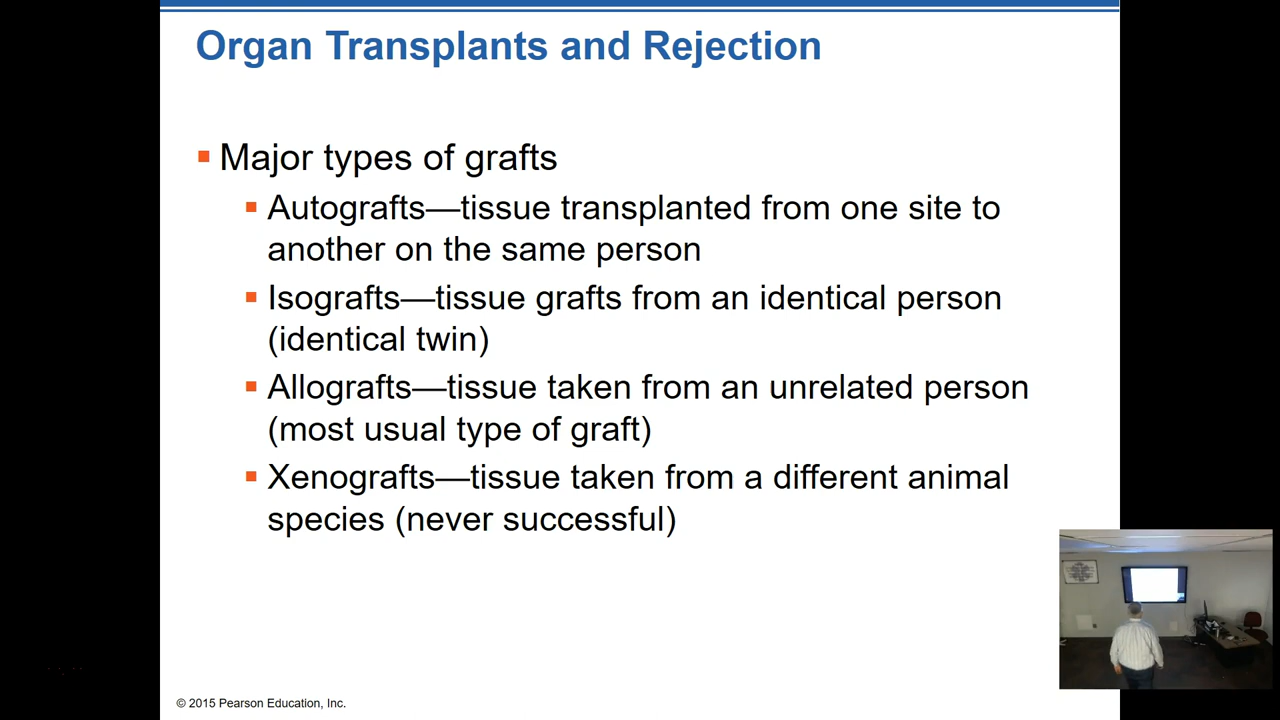 Organ Transplants and Rejection
Major types of grafts
Autografts—tissue transplanted from one site to
another on the same person
Isografts—tissue grafts from an identical person
(identical twin)
Allografts—tissue taken from an unrelated person
(most usual type of graft)
Xenografts—tissue taken from a different animal
species (never successful)
© 2015 Pearson Education, Inc.